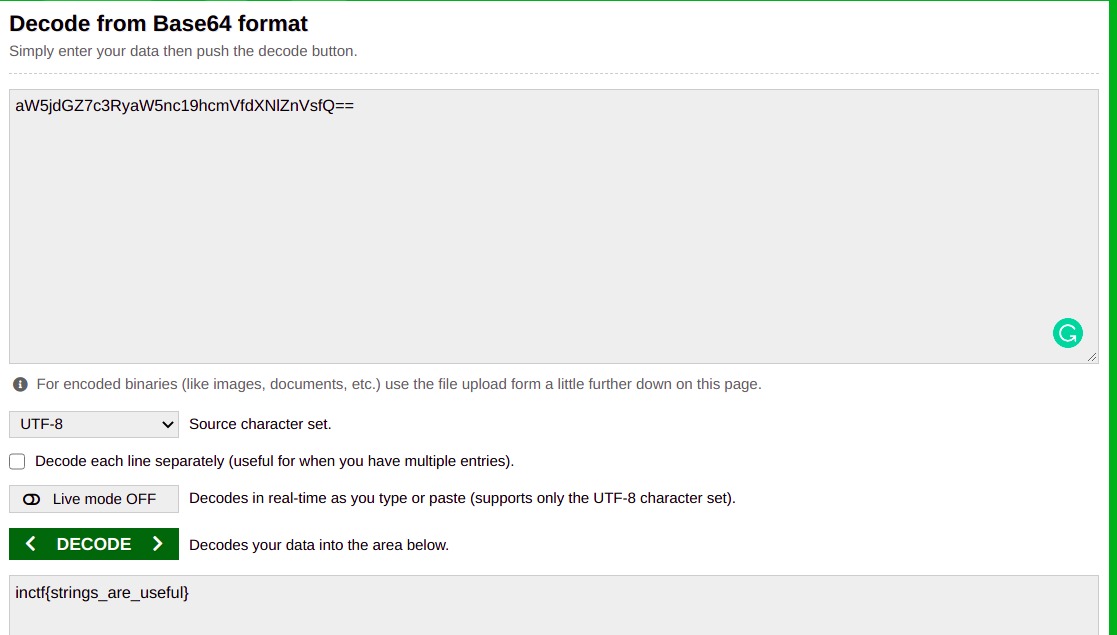 Decode from Base64 format
Simply enter your data then push the decode button.
aW5jdGZ7c3RyaW5nc19hcmVfdXNlZnVsfQ==
For encoded binaries (like images, documents, etc.) use the file upload form a little further down on this page.
UTF-8 Source character set.
Decode each line separately (useful for when you have multiple entries).
Live mode OFF Decodes in real-time as you type or paste (supports only the UTF-8 character set).
< DECODE > Decodes your data into the area below.
inctf{strings_are_useful}